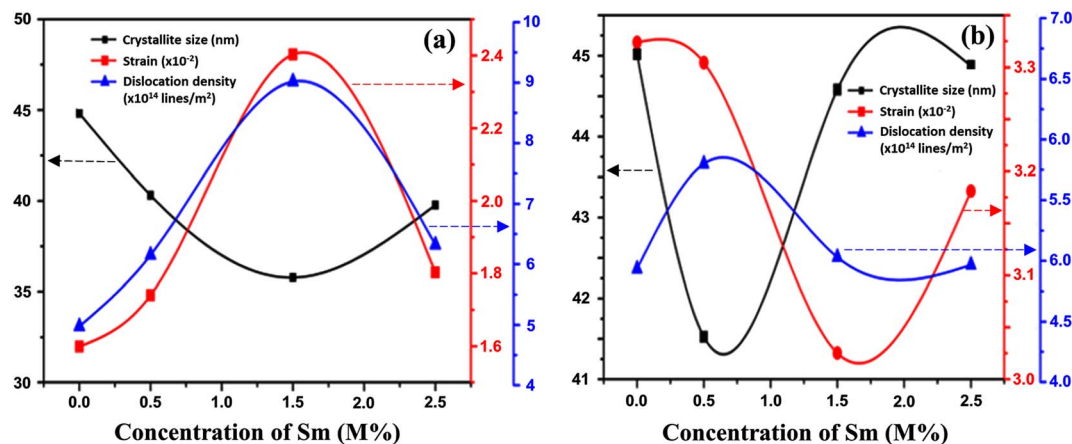 (a)
Crystallite size (nm)
Strain (x10⁻²)
Dislocation density
(x10¹⁴ lines/m²)
50
45
40
35
30
2.4
2.2
2.0
1.8
1.6
10
9
8
7
6
5
4
0.0 0.5 1.0 1.5 2.0 2.5
Concentration of Sm (M%)
(b)
Crystallite size (nm)
Strain (x10⁻²)
Dislocation density
(x10¹⁴ lines/m²)
45
44
43
42
41
3.3
3.2
3.1
3.0
7.0
6.5
6.0
5.5
6.0
4.5
4.0
0.0 0.5 1.0 1.5 2.0 2.5
Concentration of Sm (M%)